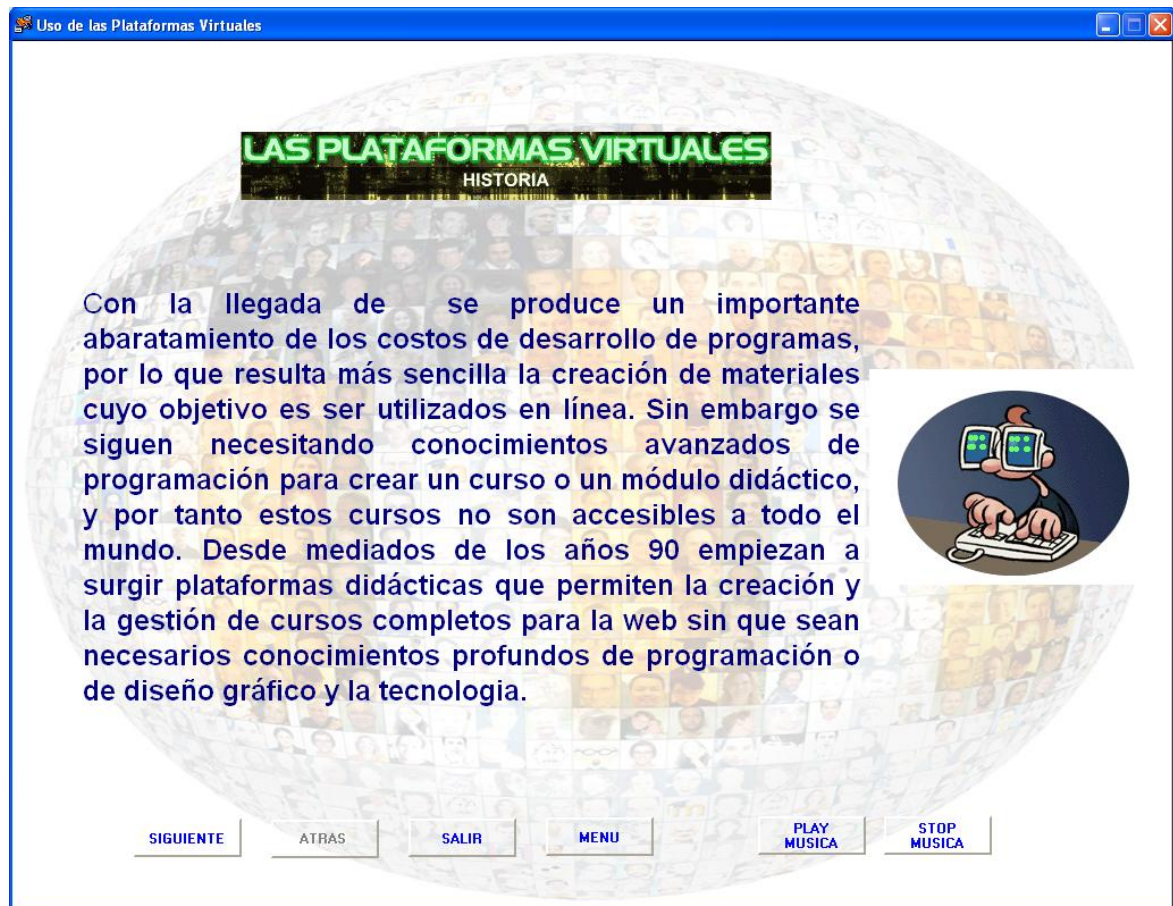 Uso de las Plataformas Virtuales
LAS PLATAFORMAS VIRTUALES
HISTORIA
Con la llegada de se produce un importante
abaratamiento de los costos de desarrollo de programas,
por lo que resulta más sencilla la creación de materiales
cuyo objetivo es ser utilizados en línea. Sin embargo se
siguen necesitando conocimientos avanzados de
programación para crear un curso o un módulo didáctico,
y por tanto estos cursos no son accesibles a todo el
mundo. Desde mediados de los años 90 empiezan a
surgir plataformas didácticas que permiten la creación y
la gestión de cursos completos para la web sin que sean
necesarios conocimientos profundos de programación o
de diseño gráfico y la tecnologia.
SIGUIENTE
ATRAS
SALIR
MENU
PLAY
MUSICA
STOP
MUSICA